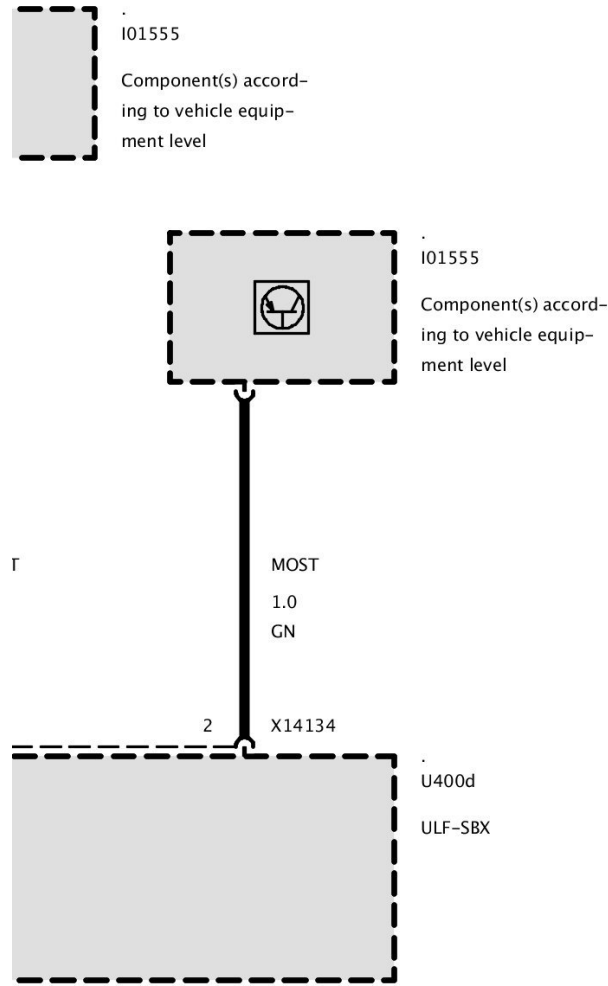 .
I01555
Component(s) accord-
ing to vehicle equip-
ment level
.
I01555
Component(s) accord-
ing to vehicle equip-
ment level
T
MOST
1.0
GN
2
X14134
.
U400d
ULF-SBX